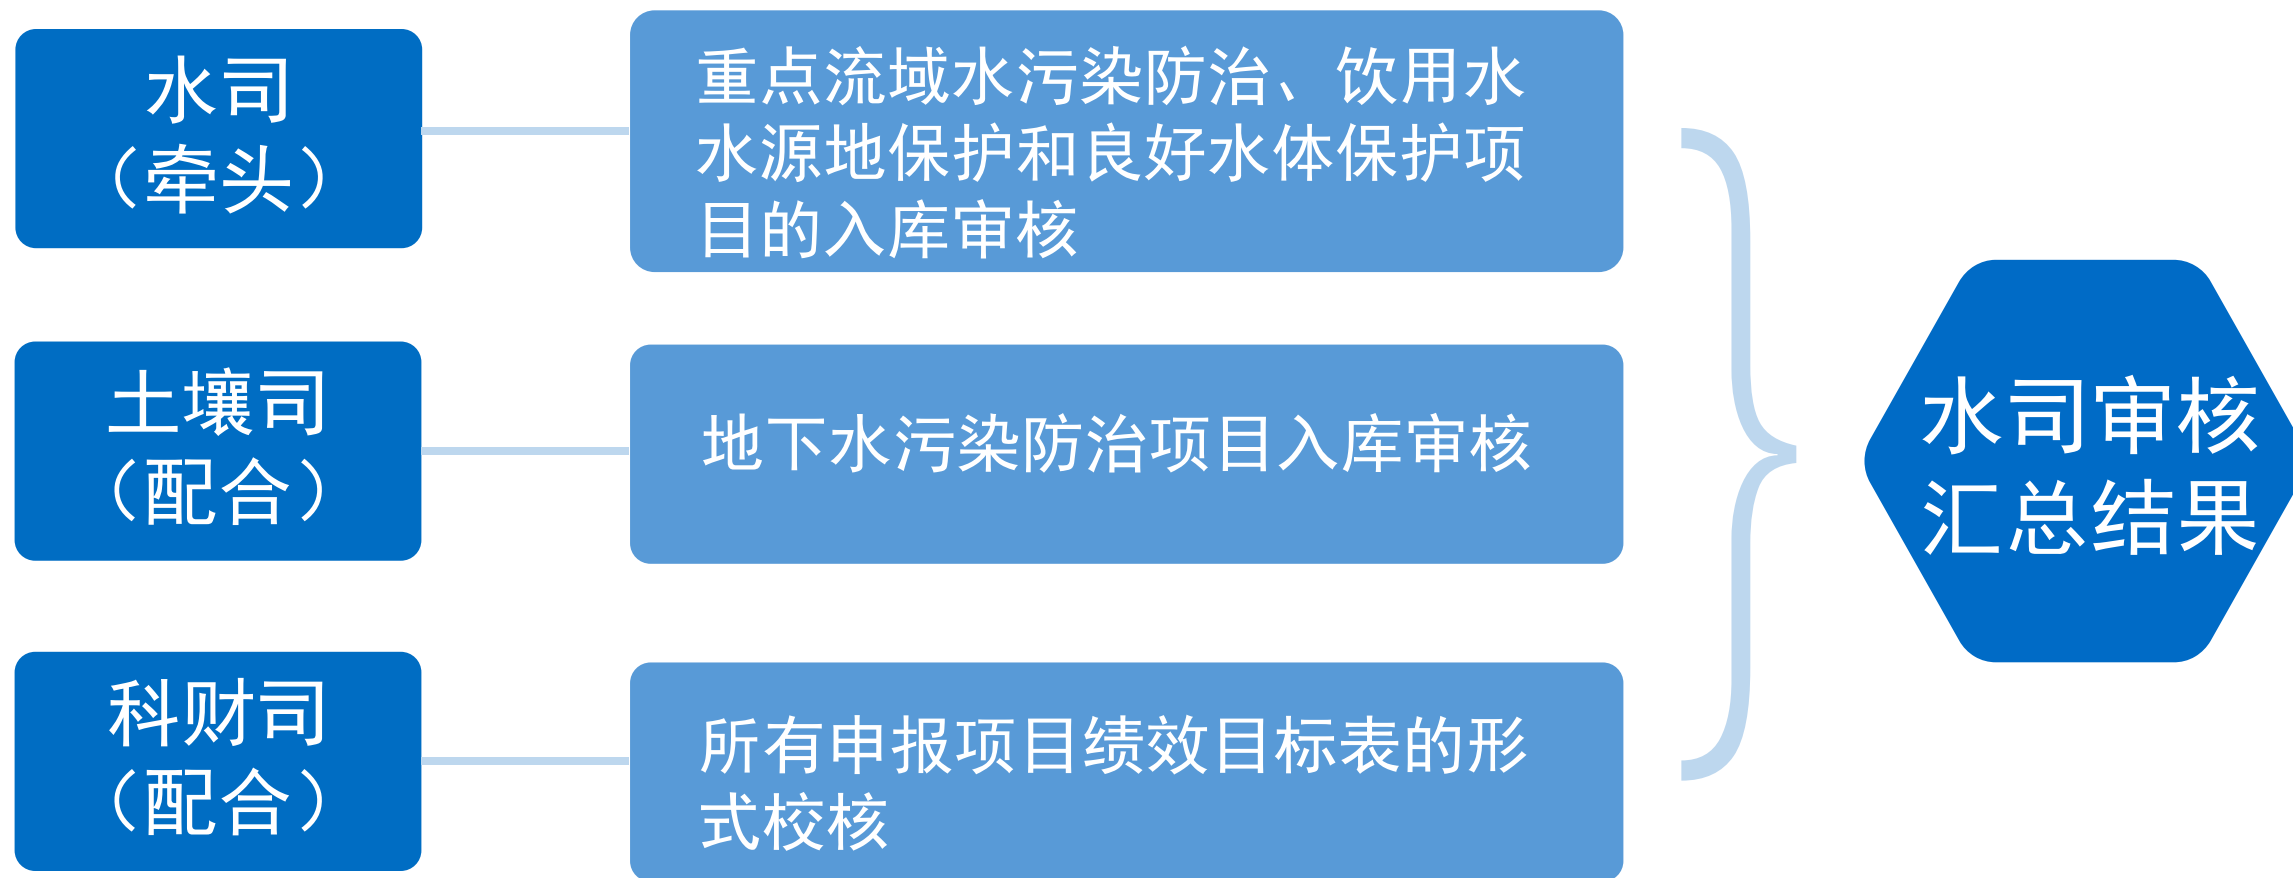 水司
（牵头）
重点流域水污染防治、饮用水
水源地保护和良好水体保护项
目的入库审核
土壤司
（配合）
地下水污染防治项目入库审核
科财司
（配合）
所有申报项目绩效目标表的形
式校核
水司审核
汇总结果